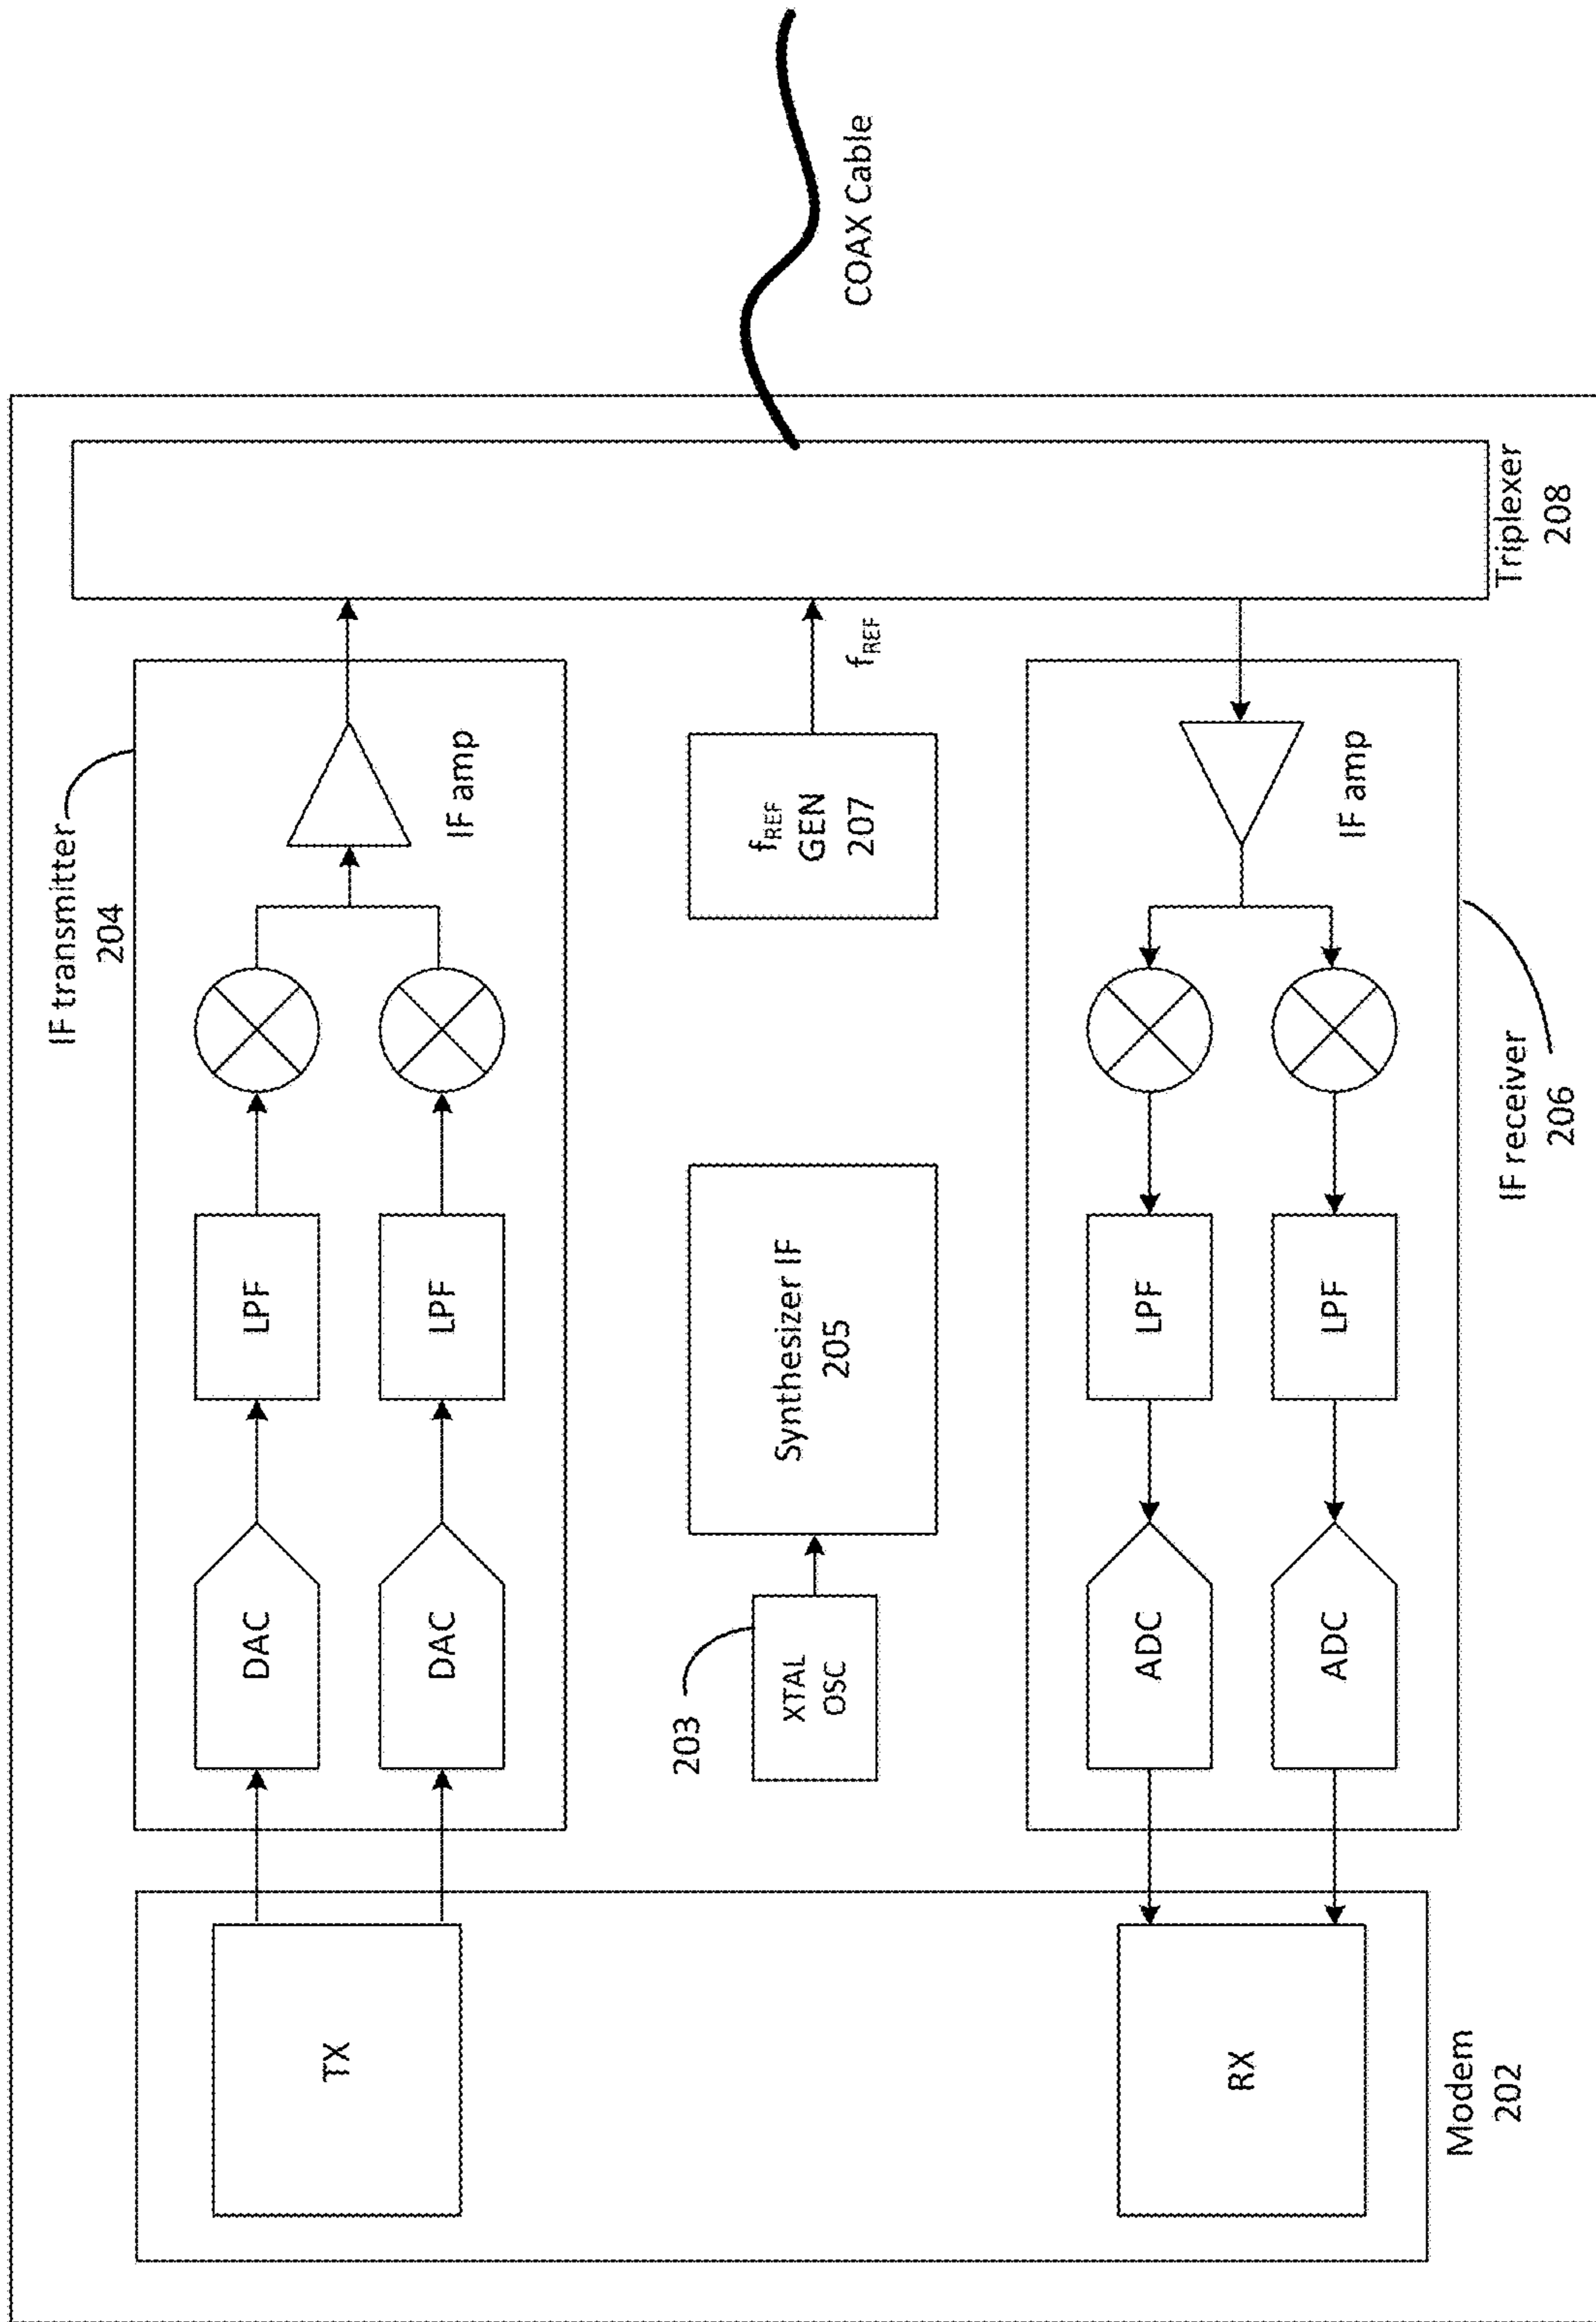 IF transmitter
204
TX
DAC
LPF
DAC
LPF
IF amp
203
XTAL
OSC
Synthesizer IF
205
fREF
GEN
207
fREF
COAX Cable
RX
ADC
LPF
ADC
LPF
IF amp
Modem
202
IF receiver
206
Triplexer
208